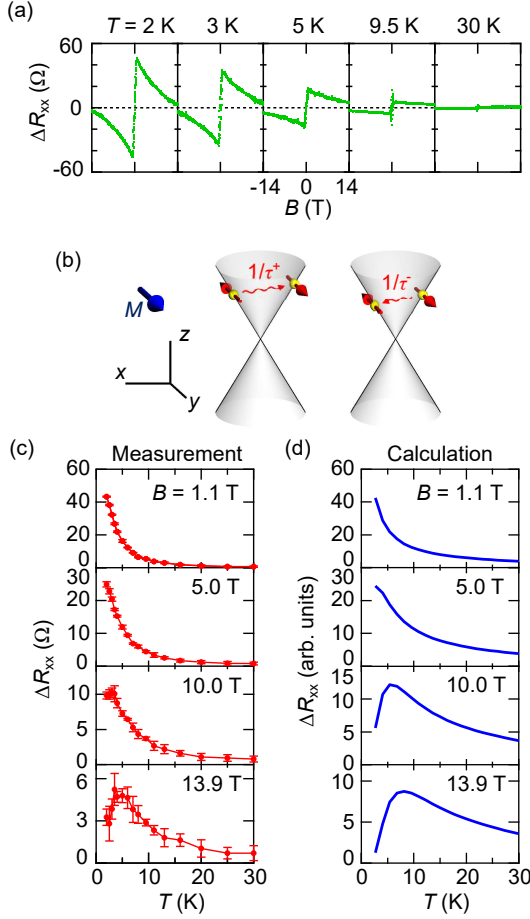 (a)
T = 2 K 3 K 5 K 9.5 K 30 K
60
0
-60
ΔRxx (Ω)
-14 0 14
B (T)
(b)
M
z
x
y
1/τ+
1/τ-
(c) Measurement
B = 1.1 T
60
40
20
0
5.0 T
30
20
10
0
10.0 T
10
5
0
13.9 T
6
3
0
ΔRxx (Ω)
0 10 20 30
T (K)
(d) Calculation
B = 1.1 T
60
40
20
0
5.0 T
30
20
10
0
10.0 T
15
10
5
0
13.9 T
10
5
0
ΔRxx (arb. units)
0 10 20 30
T (K)